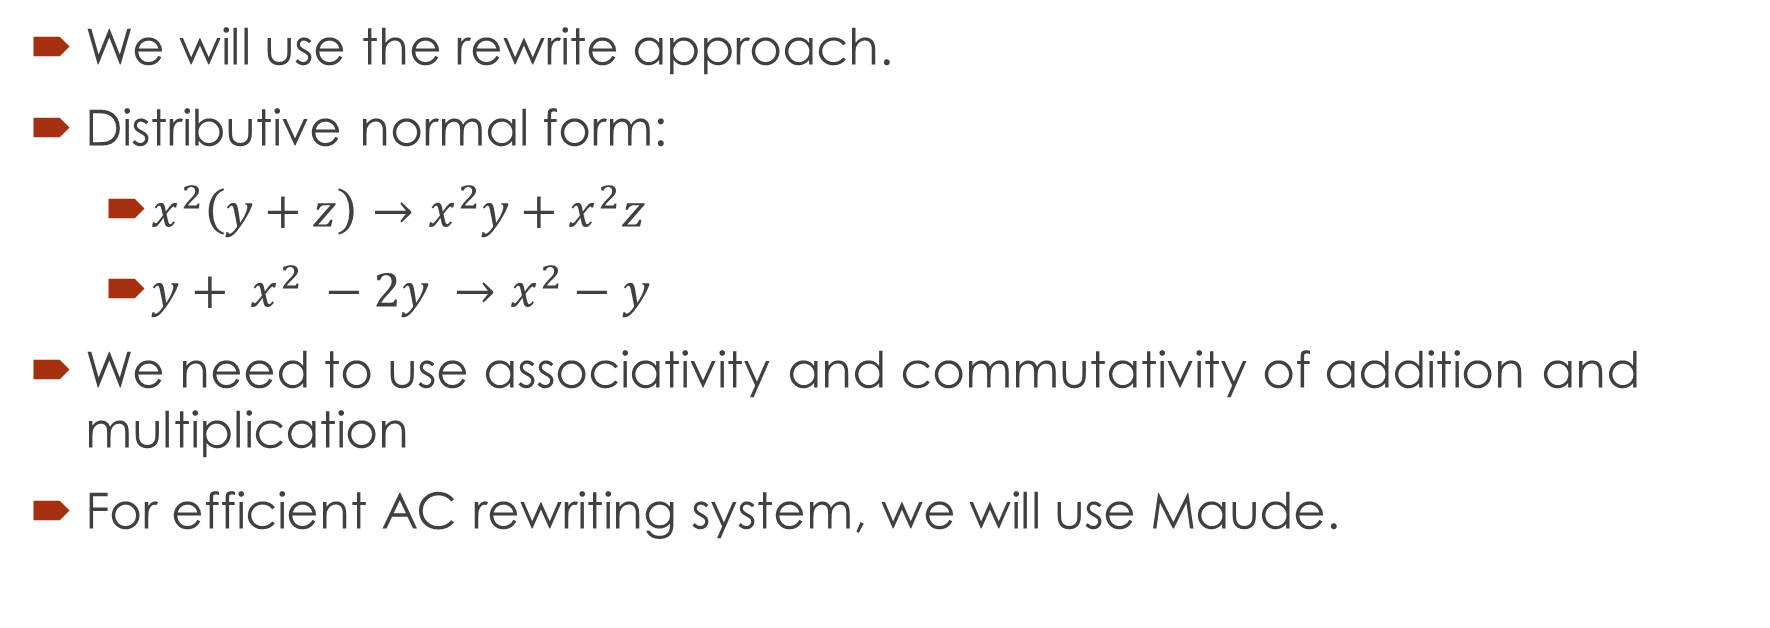 We will use the rewrite approach.
Distributive normal form:
x²(y + z) → x²y + x²z
y + x² − 2y → x² − y
We need to use associativity and commutativity of addition and
multiplication
For efficient AC rewriting system, we will use Maude.